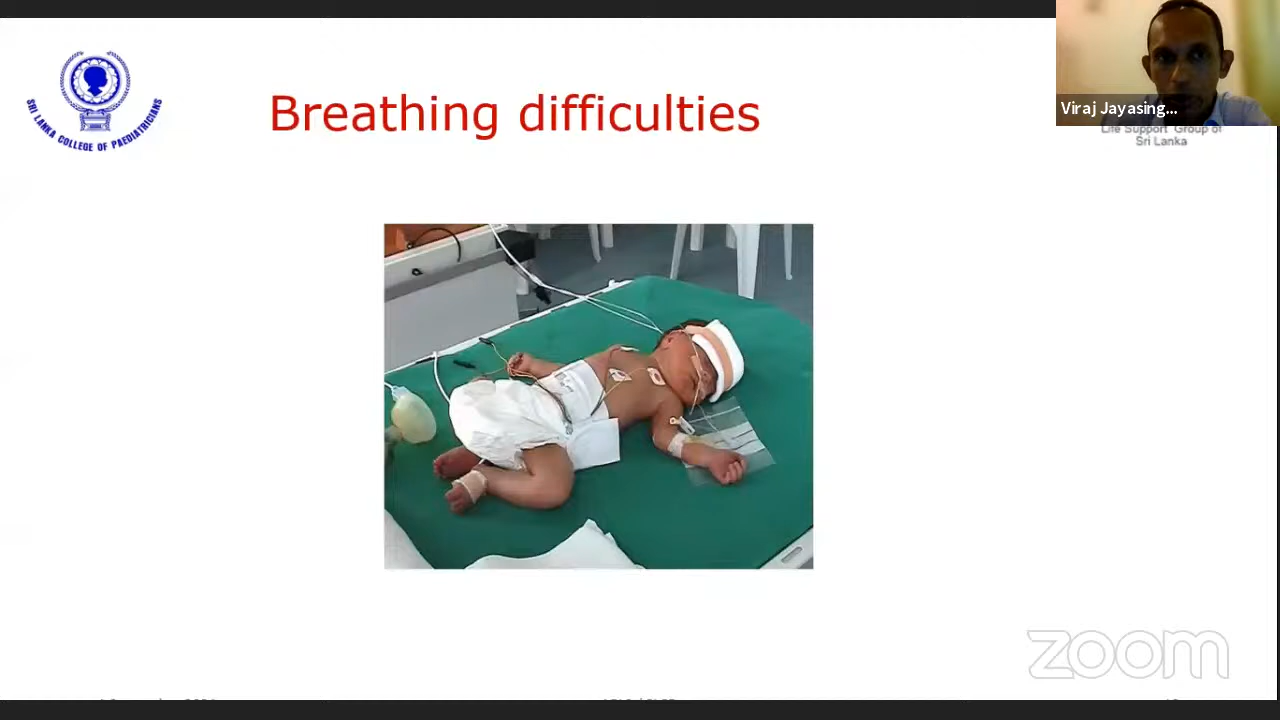 SRI LANKA COLLEGE OF PAEDIATRICIANS
Breathing difficulties
Viraj Jayasing...
Life Support Group of
Sri Lanka
zoom